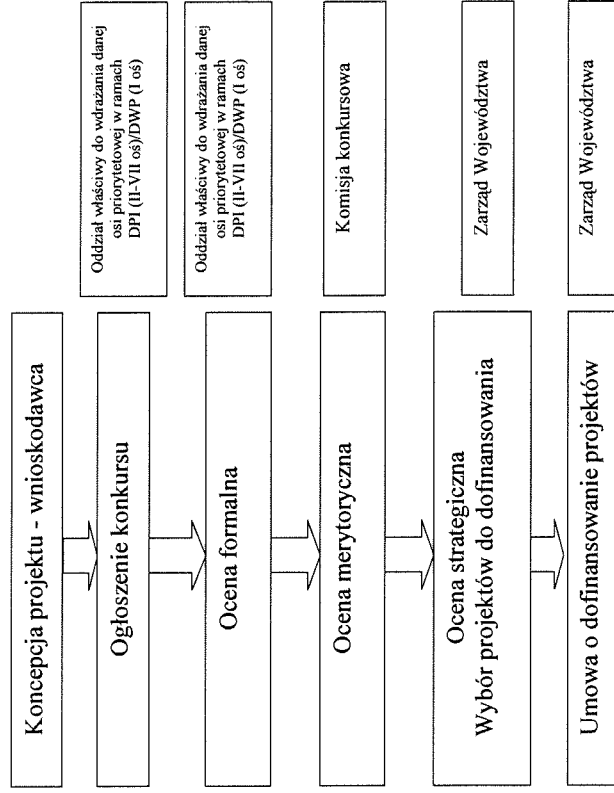 Koncepcja projektu - wnioskodawca
Ogłoszenie konkursu
Oddział właściwy do wdrażania danej
osi priorytetowej w ramach
DPI (II-VII oś)/DWP (I oś)
Ocena formalna
Oddział właściwy do wdrażania danej
osi priorytetowej w ramach
DPI (II-VII oś)/DWP (I oś)
Ocena merytoryczna
Komisja konkursowa
Ocena strategiczna
Wybór projektów do dofinansowania
Zarząd Województwa
Umowa o dofinansowanie projektów
Zarząd Województwa